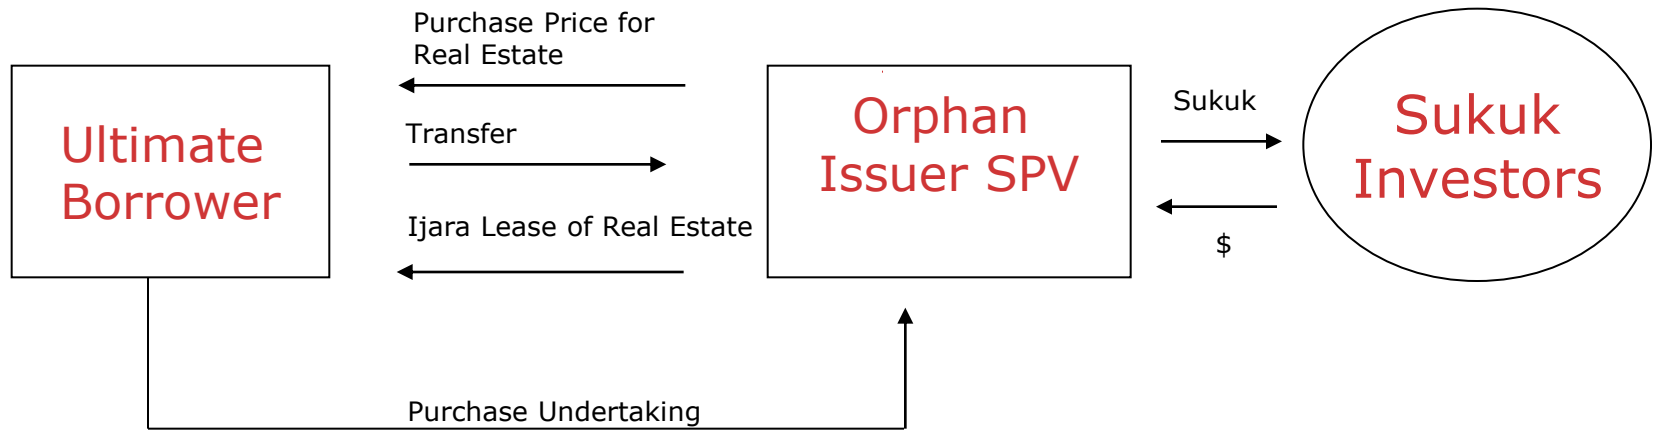 Purchase Price for
Real Estate
Ultimate
Borrower
Transfer
Ijara Lease of Real Estate
Orphan
Issuer SPV
Sukuk
$
Sukuk
Investors
Purchase Undertaking